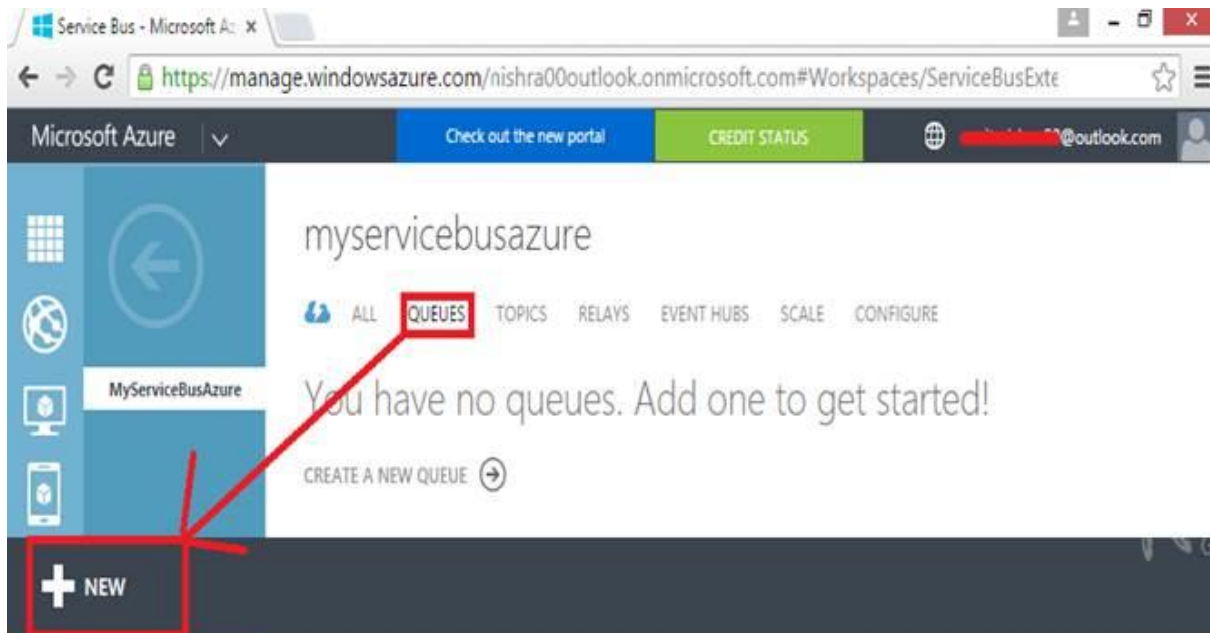 Service Bus - Microsoft Az
https://manage.windowsazure.com/nishra00outlook.onmicrosoft.com#Workspaces/ServiceBusExte
Microsoft Azure
Check out the new portal
CREDIT STATUS
@outlook.com
myservicebusazure
ALL QUEUES TOPICS RELAYS EVENT HUBS SCALE CONFIGURE
MyServiceBusAzure
You have no queues. Add one to get started!
CREATE A NEW QUEUE
NEW